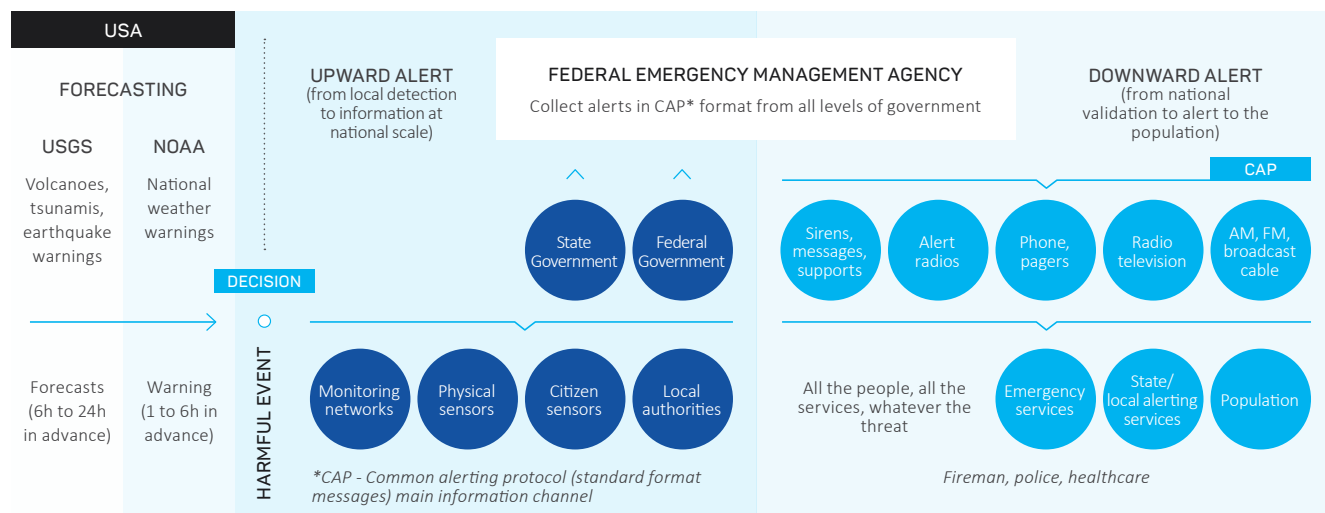 USA
FORECASTING
USGS
Volcanoes,
tsunamis,
earthquake
warnings
NOAA
National
weather
warnings
Forecasts
(6h to 24h
in advance)
Warning
(1 to 6h in
advance)
DECISION
HARMFUL EVENT
UPWARD ALERT
(from local detection
to information at
national scale)
FEDERAL EMERGENCY MANAGEMENT AGENCY
Collect alerts in CAP* format from all levels of government
State
Government
Federal
Government
Monitoring
networks
Physical
sensors
Citizen
sensors
Local
authorities
*CAP - Common alerting protocol (standard format
messages) main information channel
DOWNWARD ALERT
(from national
validation to alert to the
population)
CAP
Sirens,
messages,
supports
Alert
radios
Phone,
pagers
Radio
television
AM, FM,
broadcast
cable
All the people, all the
services, whatever the
threat
Emergency
services
State/
local alerting
services
Population
Fireman, police, healthcare